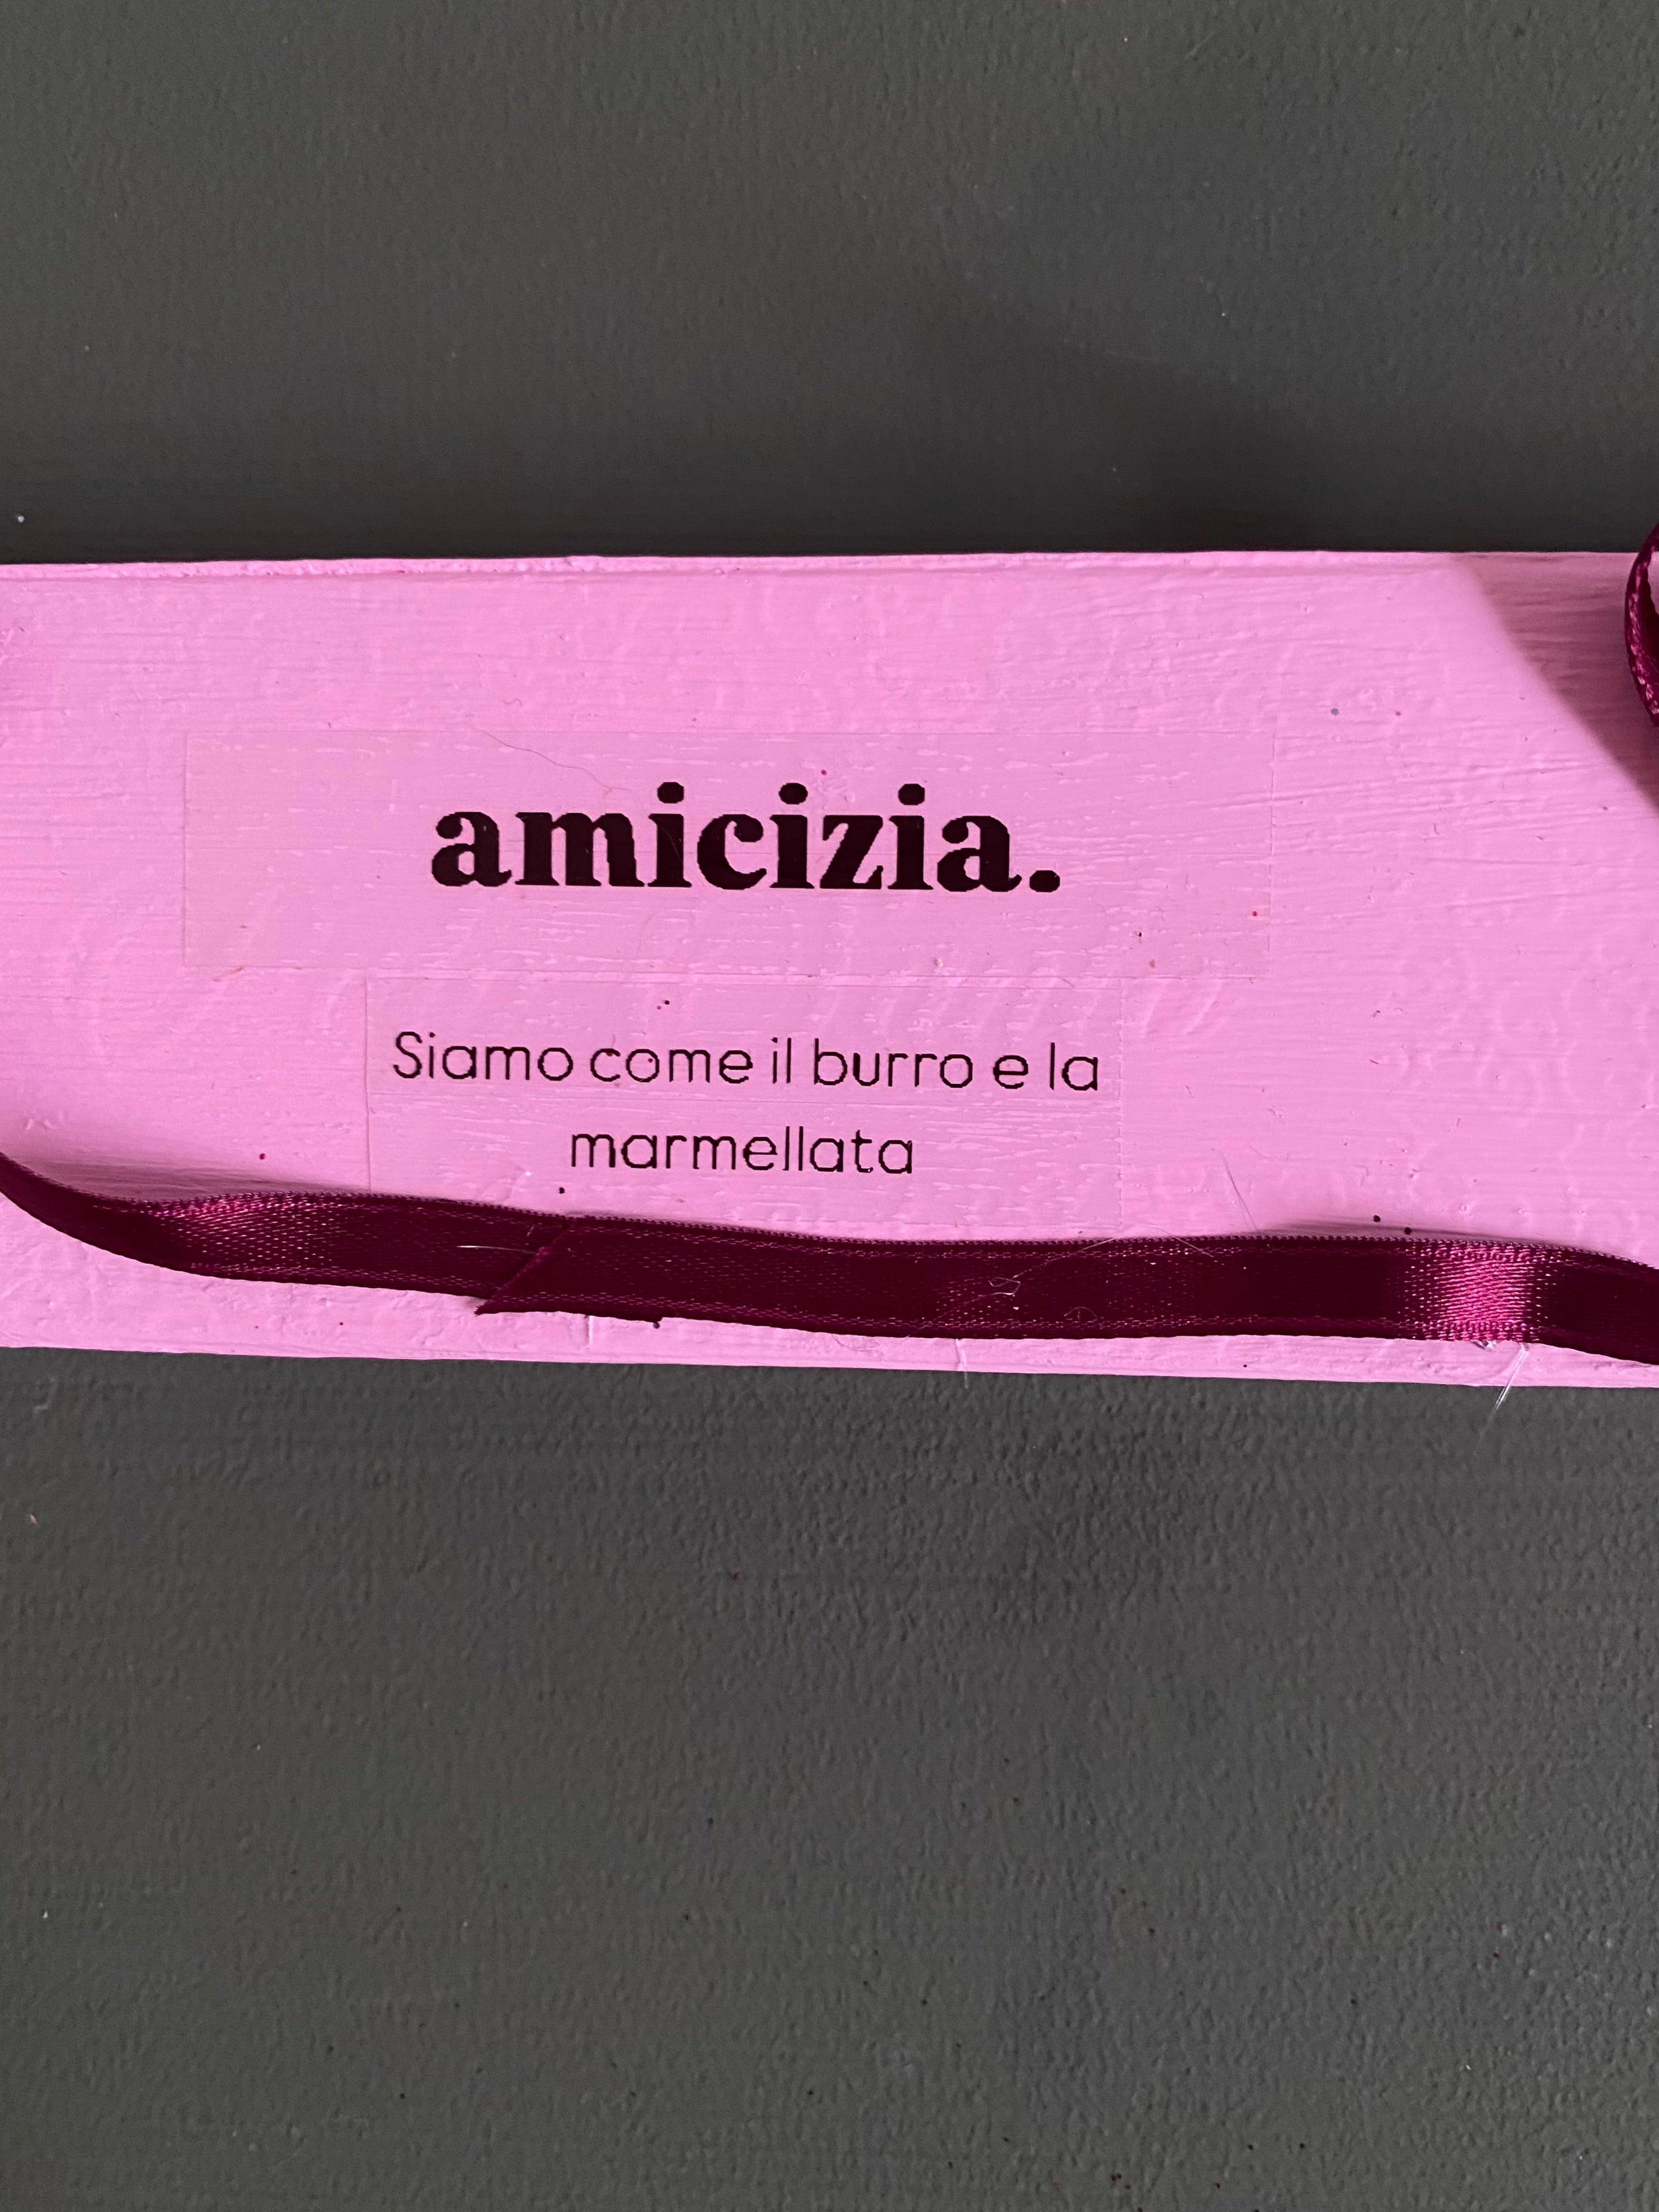 amicizia.
Siamo come il burro e la
marmellata